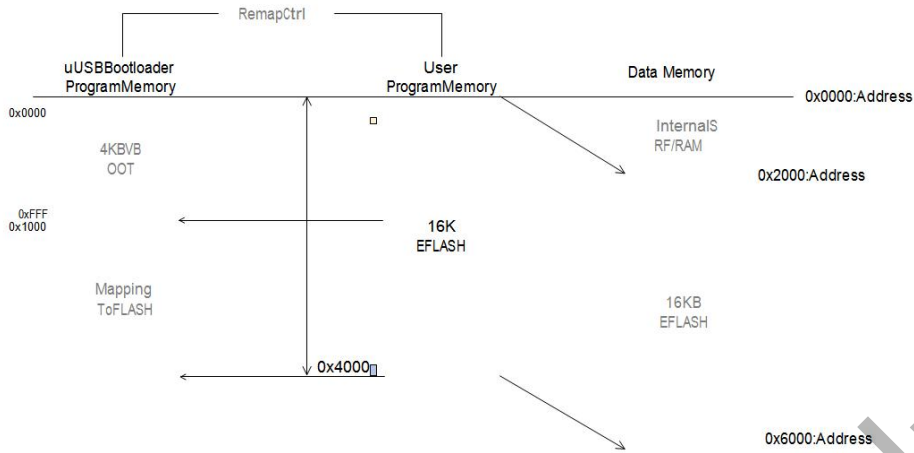 RemapCtrl
uUSBBootloader
ProgramMemory
User
ProgramMemory
Data Memory
0x0000:Address
0x0000
4KBVB
OOT
InternalS
RF/RAM
0x2000:Address
0xFFF
0x1000
16K
EFLASH
Mapping
ToFLASH
16KB
EFLASH
0x4000
0x6000:Address